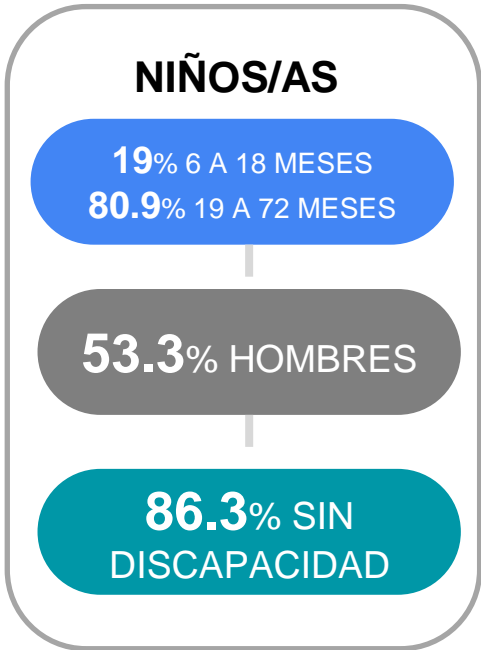 NIÑOS/AS
19% 6 A 18 MESES
80.9% 19 A 72 MESES
53.3% HOMBRES
86.3% SIN
DISCAPACIDAD